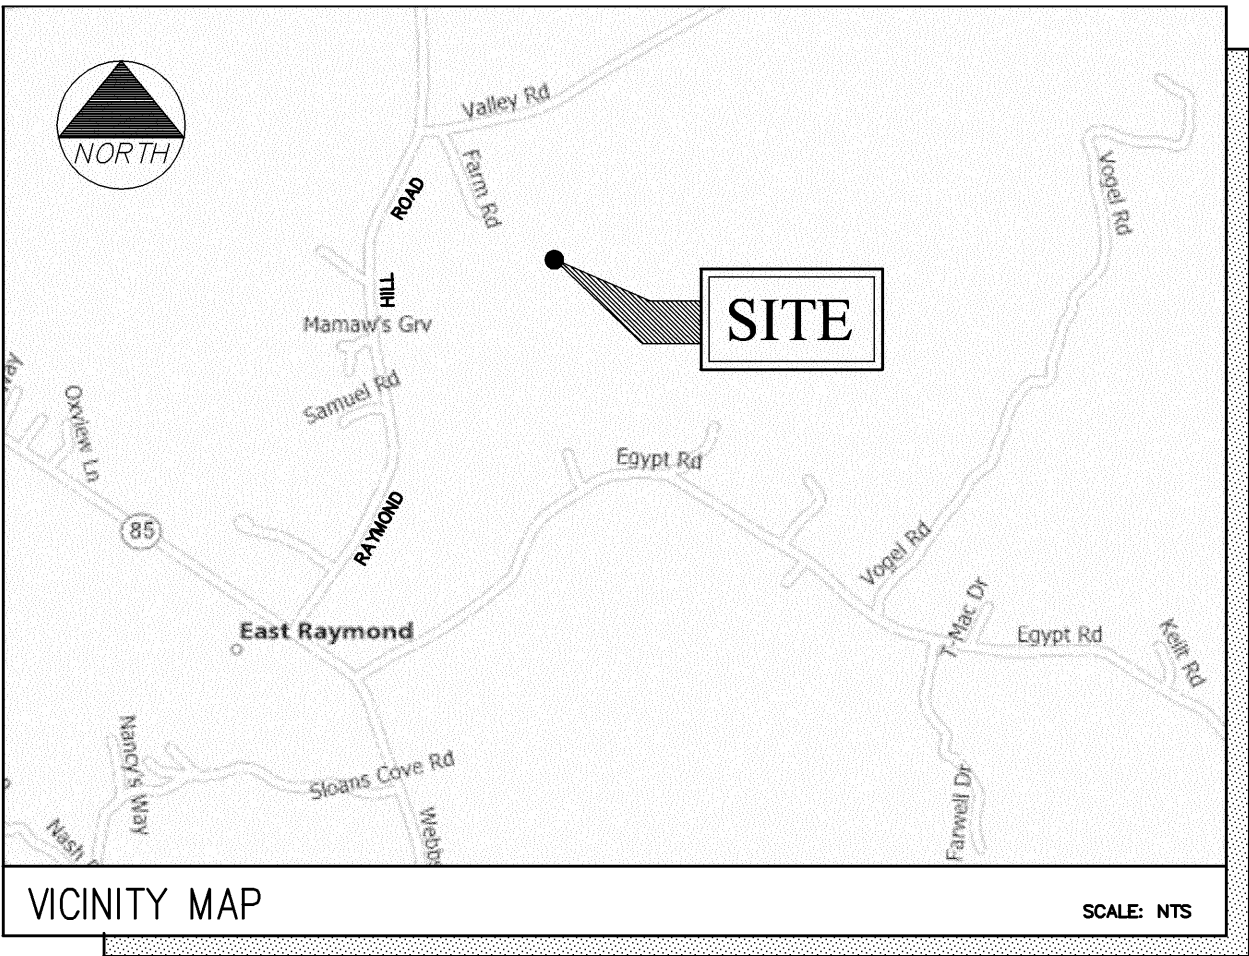 Valley Rd
NORTH
Farm Rd
Vogel Rd
ROAD
HILL
SITE
Mamaw's Grv
Samuel Rd
Oxview Ln
Egypt Rd
RAYMOND
85
Vogel Rd
T-Mac Dr
East Raymond
Egypt Rd
Keilt Rd
Nancy's Way
Sloans Cove Rd
Farwell Dr
Webbs
Nash
VICINITY MAP
SCALE: NTS